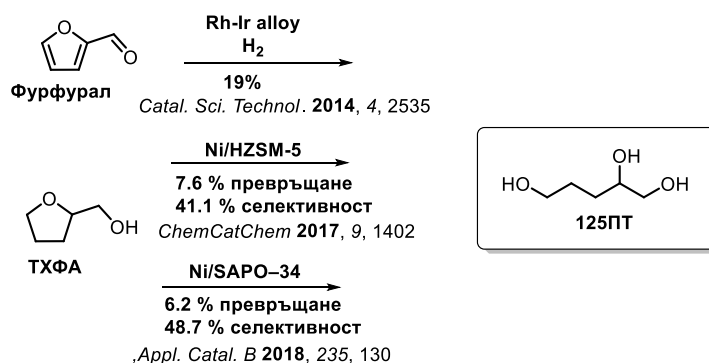 Rh-Ir alloy
H2
O
O
Фурфурал
19%
Catal. Sci. Technol. 2014, 4, 2535
Ni/HZSM-5
7.6 % превръщане
41.1 % селективност
ChemCatChem 2017, 9, 1402
O
OH
ТХФА
Ni/SAPO–34
6.2 % превръщане
48.7 % селективност
,Appl. Catal. B 2018, 235, 130
OH
HO
OH
125ПТ